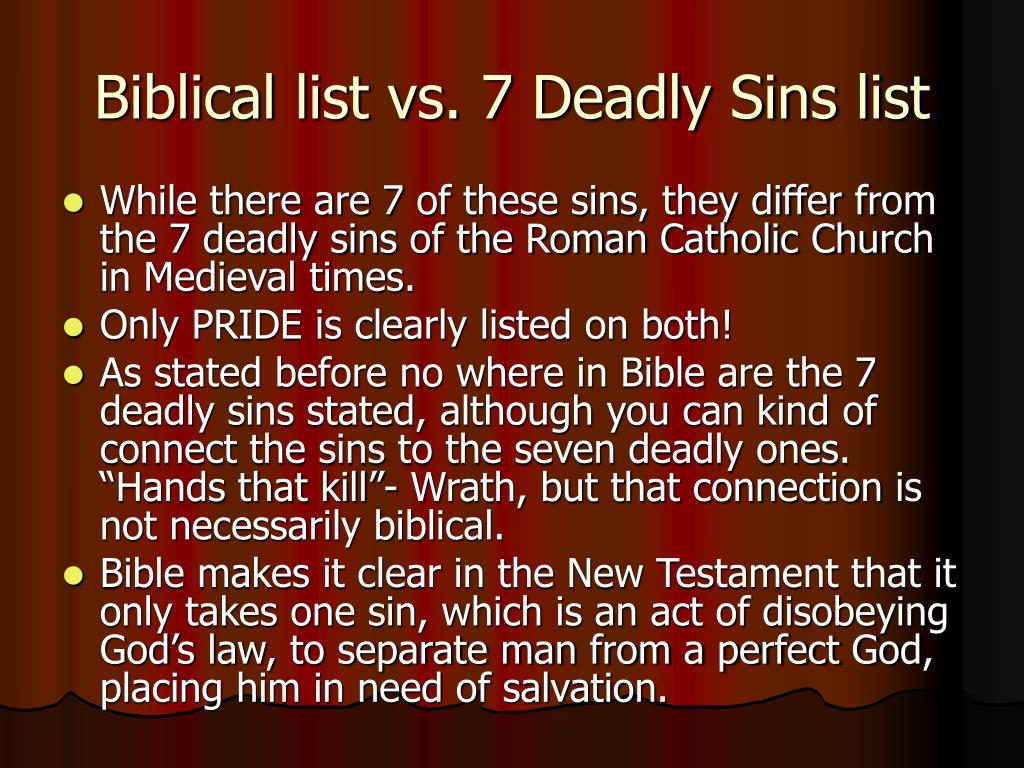 Biblical list vs. 7 Deadly Sins list
While there are 7 of these sins, they differ from
the 7 deadly sins of the Roman Catholic Church
in Medieval times.
Only PRIDE is clearly listed on both!
As stated before no where in Bible are the 7
deadly sins stated, although you can kind of
connect the sins to the seven deadly ones.
“Hands that kill”- Wrath, but that connection is
not necessarily biblical.
Bible makes it clear in the New Testament that it
only takes one sin, which is an act of disobeying
God’s law, to separate man from a perfect God,
placing him in need of salvation.